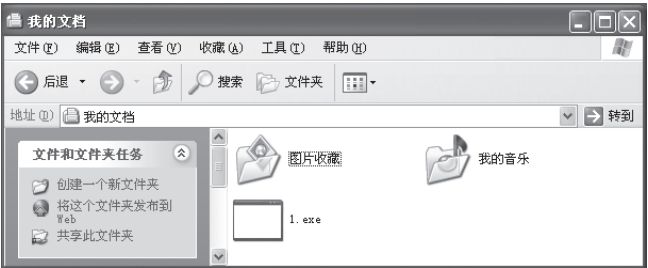 我的文档
文件(F) 编辑(E) 查看(V) 收藏(A) 工具(T) 帮助(H)
后退 搜索 文件夹
地址(D) 我的文档 转到
文件和文件夹任务
创建一个新文件夹
将这个文件夹发布到
Web
共享此文件夹
图片收藏 我的音乐
1.exe